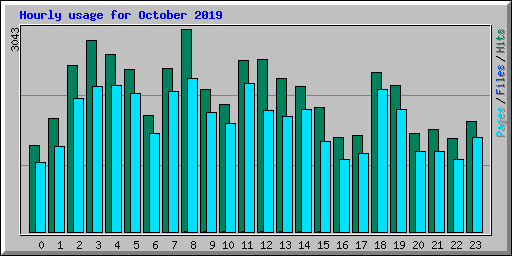 Hourly usage for October 2019
3043
Pages / Files / Hits
0 1 2 3 4 5 6 7 8 9 10 11 12 13 14 15 16 17 18 19 20 21 22 23